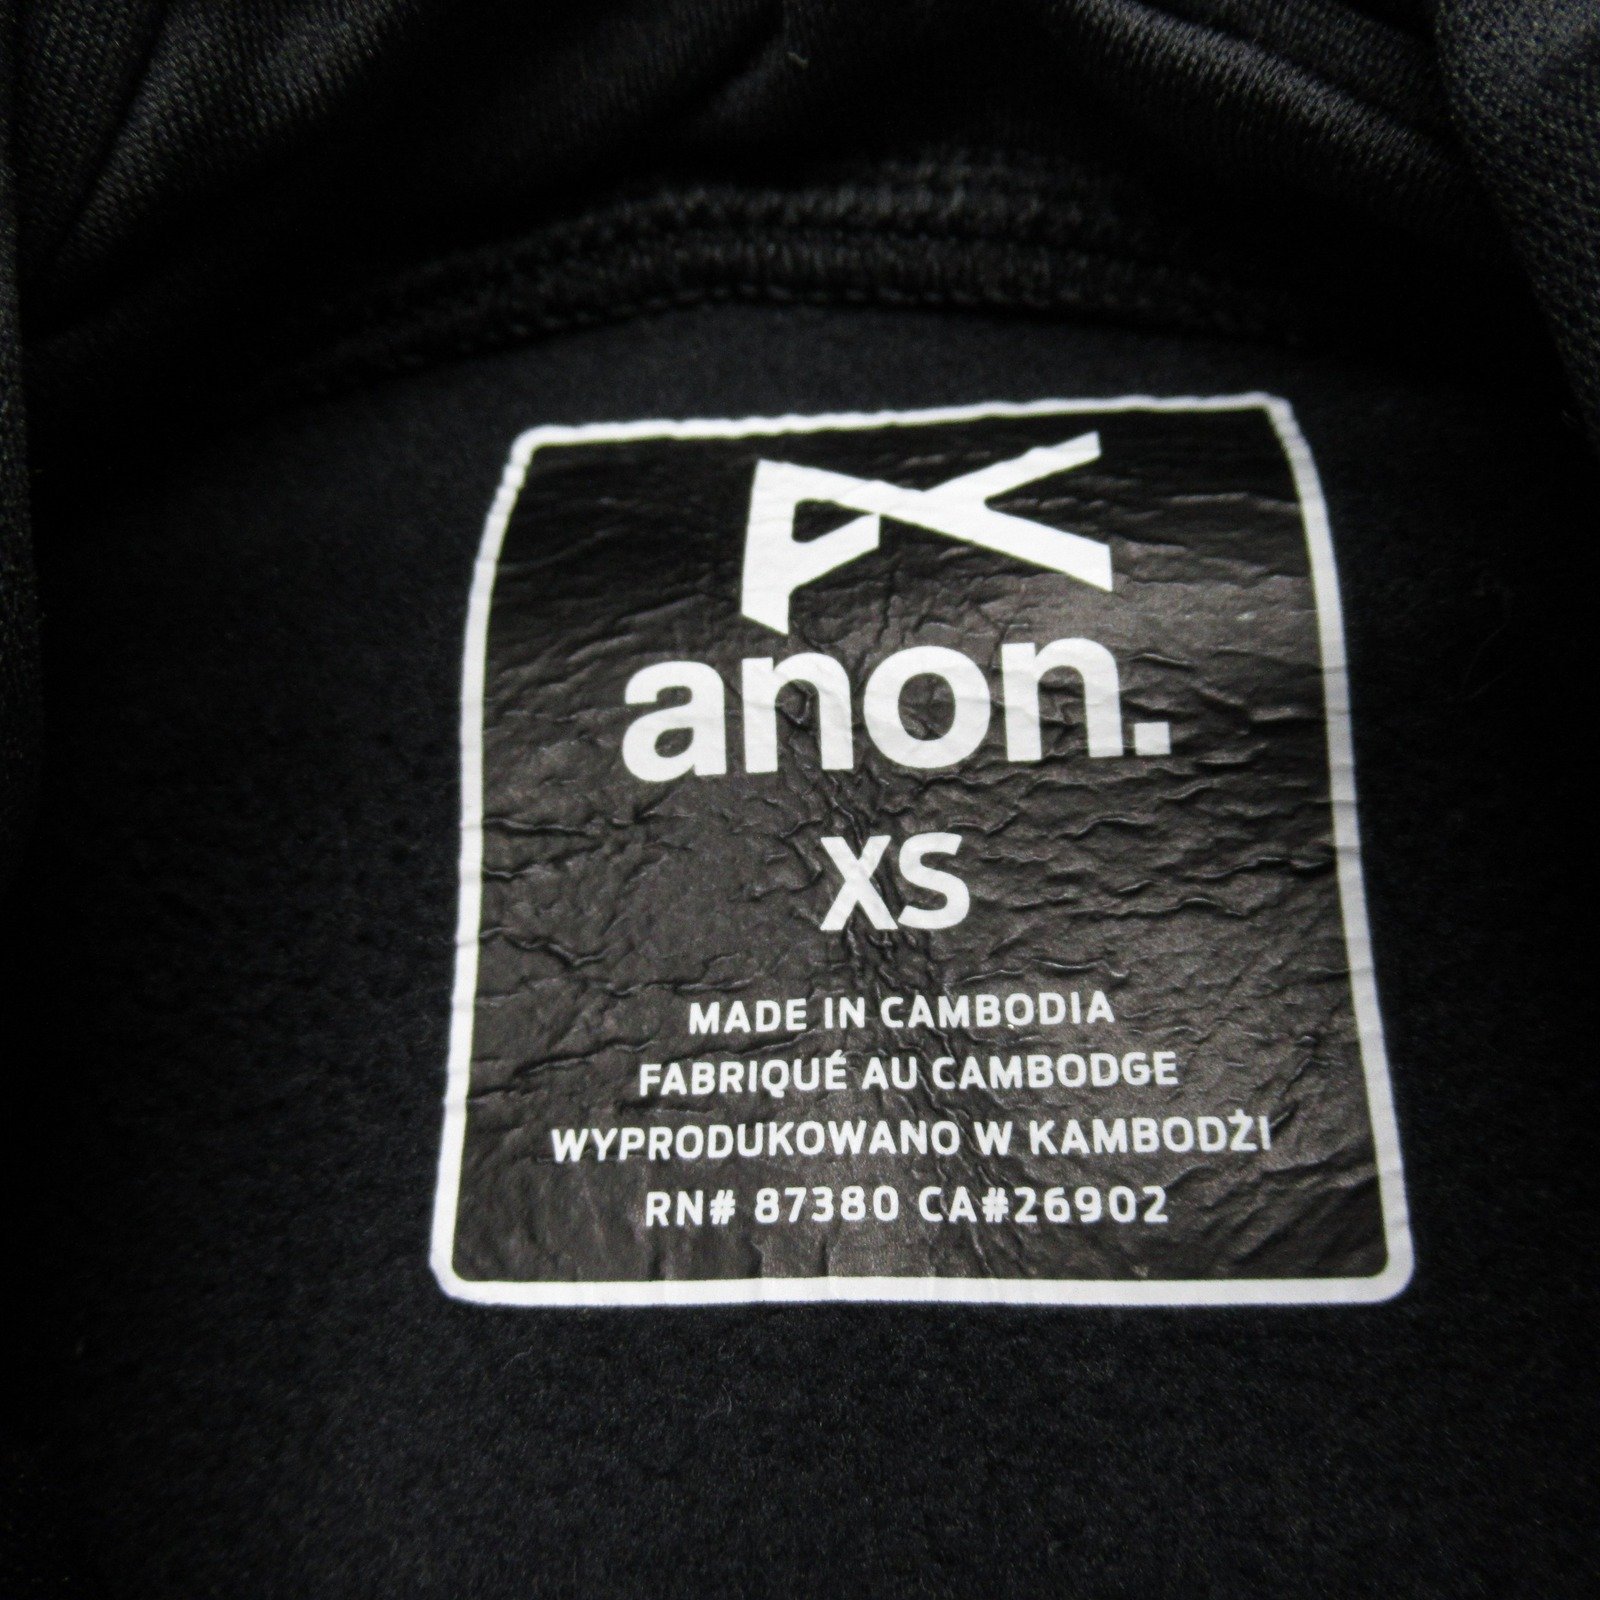 anon.
XS
MADE IN CAMBODIA
FABRIQUÉ AU CAMBODGE
WYPRODUKOWANO W KAMBODŻI
RN# 87380 CA#26902